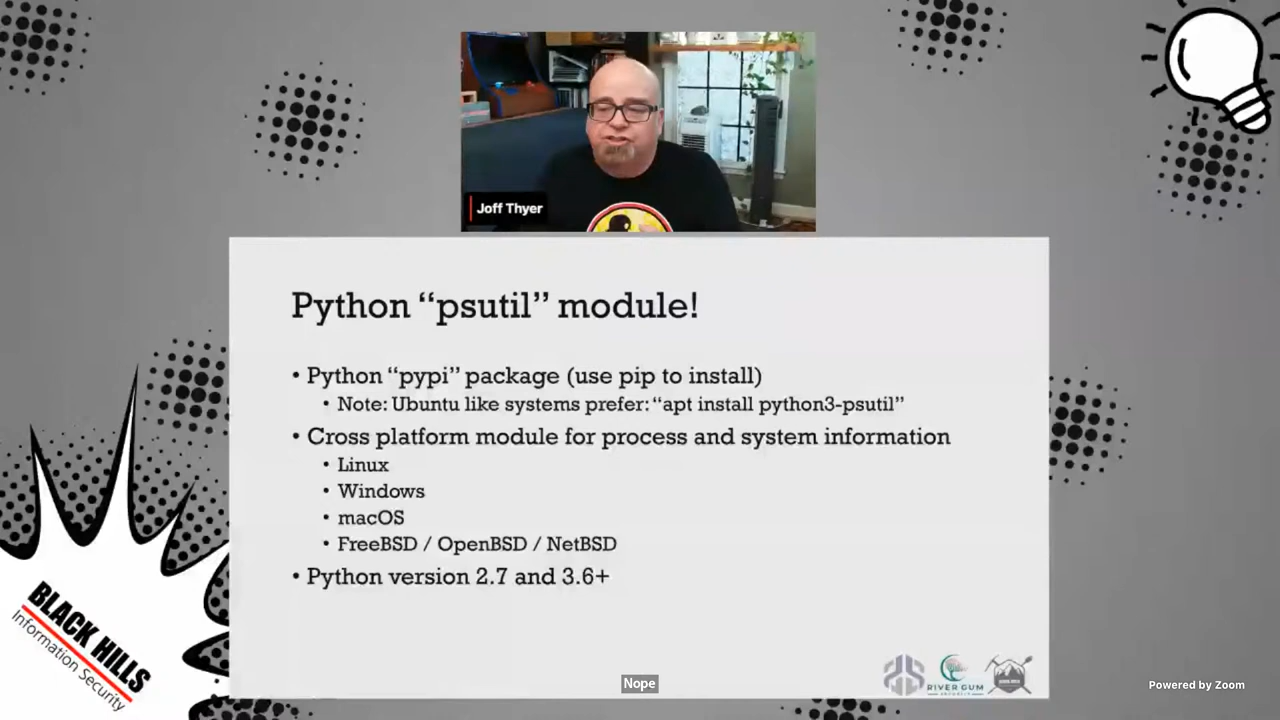 Joff Thyer
Python “psutil” module!
• Python “pypi” package (use pip to install)
• Note: Ubuntu like systems prefer: “apt install python3-psutil”
• Cross platform module for process and system information
• Linux
• Windows
• macOS
• FreeBSD / OpenBSD / NetBSD
• Python version 2.7 and 3.6+
BLACK HILLS
Information Security
RIVER GUM
Nope
Powered by Zoom